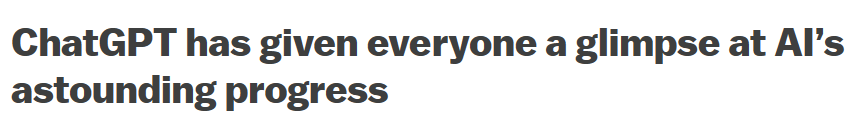 ChatGPT has given everyone a glimpse at AI’s
astounding progress